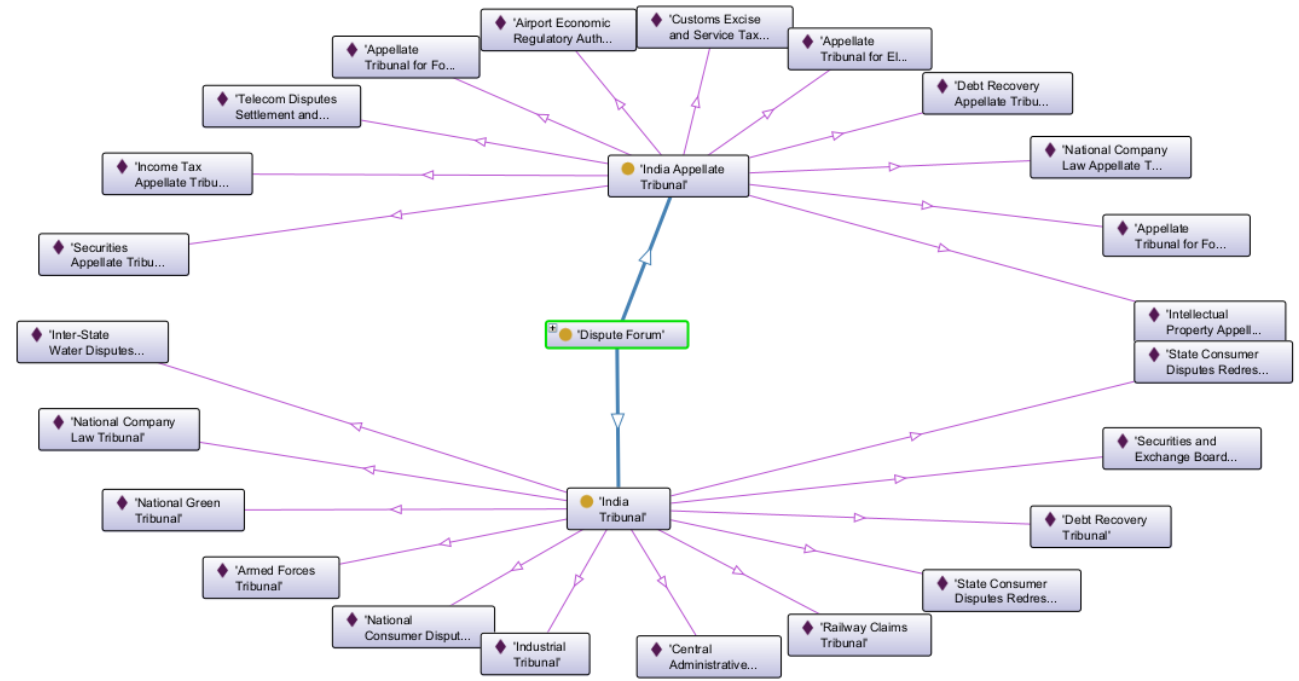 'Airport Economic
Regulatory Auth...
'Customs Excise
and Service Tax...
'Appellate
Tribunal for Fo...
'Appellate
Tribunal for El...
'Telecom Disputes
Settlement and...
'Debt Recovery
Appellate Tribu...
'Income Tax
Appellate Tribu...
'India Appellate
Tribunal'
'National Company
Law Appellate T...
'Securities
Appellate Tribu...
'Appellate
Tribunal for Fo...
'Inter-State
Water Disputes...
'Dispute Forum'
'Intellectual
Property Appell...
'State Consumer
Disputes Redres...
'National Company
Law Tribunal'
'Securities and
Exchange Board...
'National Green
Tribunal'
'India
Tribunal'
'Debt Recovery
Tribunal'
'Armed Forces
Tribunal'
'State Consumer
Disputes Redres...
'National
Consumer Disput...
'Industrial
Tribunal'
'Central
Administrative...
'Railway Claims
Tribunal'